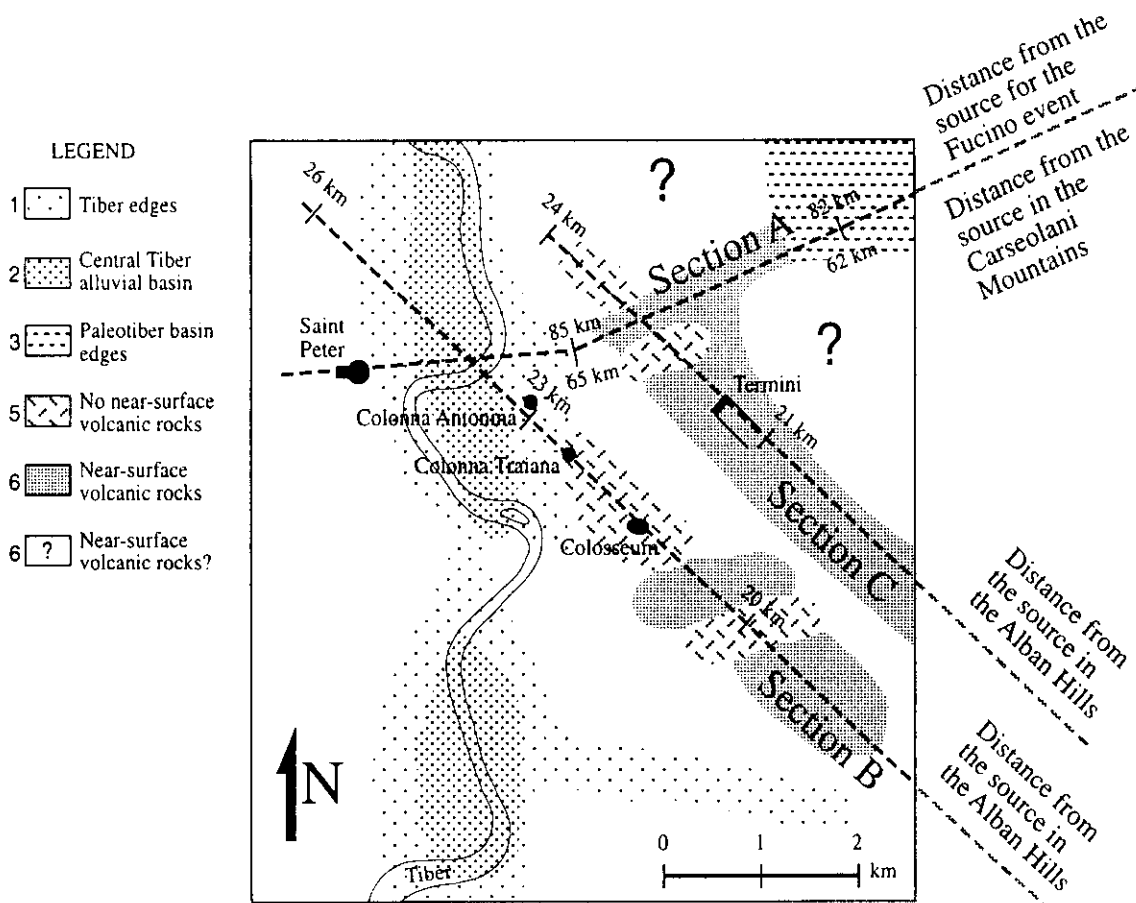 LEGEND
1 Tiber edges
2 Central Tiber
alluvial basin
3 Paleotiber basin
edges
5 No near-surface
volcanic rocks
6 Near-surface
volcanic rocks
6 ? Near-surface
volcanic rocks?
Distance from the
source for the
Fucino event
Distance from the
source in the
Carseolani
Mountains
26 km
24 km
?
Section A
82 km
62 km
Saint
Peter
85 km
65 km
?
23 km
Colonna Antonina
Termini
21 km
Colonna Traiana
Colosseum
Section C
20 km
Section B
Distance from
the source in
the Alban Hills
Distance from
the source in
the Alban Hills
N
Tiber
0 1 2
km